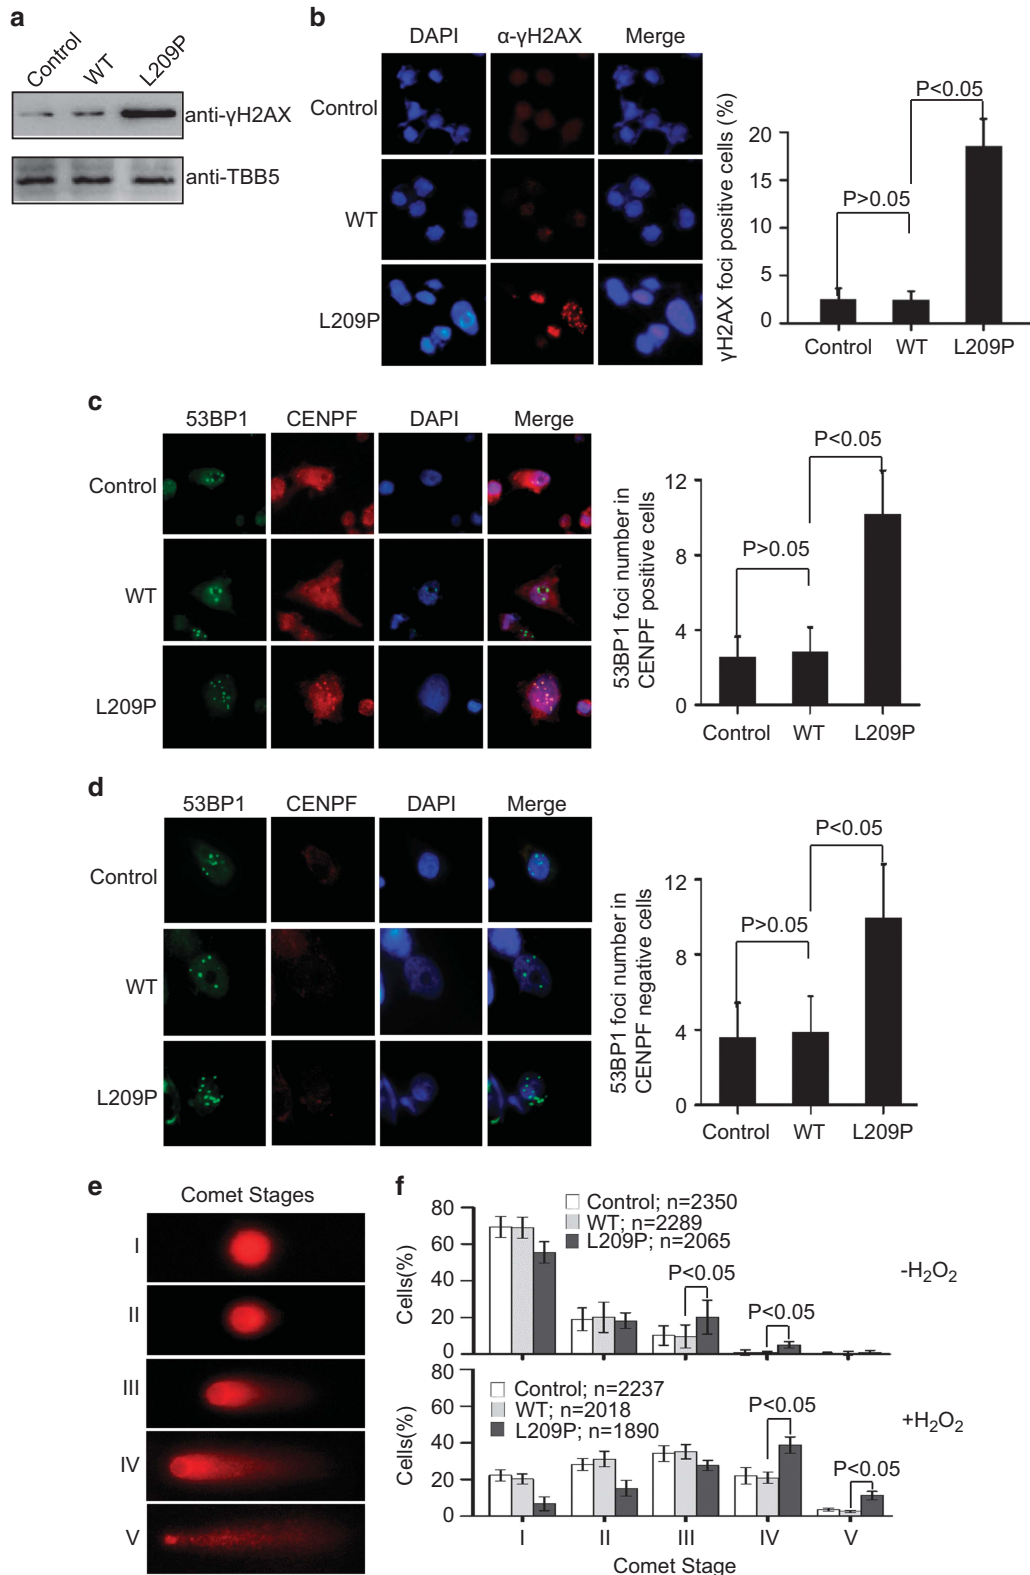 a
Control
WT
L209P
anti-γH2AX
anti-TBB5
b
DAPI
α-γH2AX
Merge
Control
WT
L209P
γH2AX foci positive cells (%)
20
15
10
5
0
P>0.05
P<0.05
Control
WT
L209P
c
53BP1
CENPF
DAPI
Merge
Control
WT
L209P
53BP1 foci number in
CENPF positive cells
12
8
4
0
P>0.05
P<0.05
Control
WT
L209P
d
53BP1
CENPF
DAPI
Merge
Control
WT
L209P
53BP1 foci number in
CENPF negative cells
12
8
4
0
P>0.05
P<0.05
Control
WT
L209P
e
Comet Stages
I
II
III
IV
V
f
Cells(%)
80
60
40
20
0
Control; n=2350
WT; n=2289
L209P; n=2065
P<0.05
P<0.05
-H₂O₂
Cells(%)
80
60
40
20
0
Control; n=2237
WT; n=2018
L209P; n=1890
P<0.05
P<0.05
+H₂O₂
I
II
III
IV
V
Comet Stage